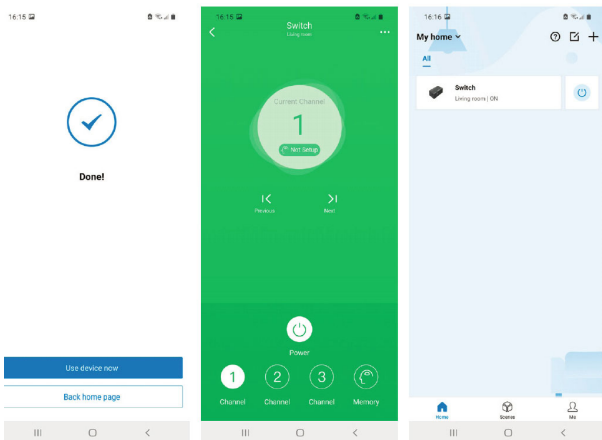 16:15
Done!
Use device now
Back home page
16:15
Switch
Living room
Current Channel
1
Not Setup
Previous
Next
Power
1
2
3
Channel
Channel
Channel
Memory
16:16
My home
All
Switch
Living room | ON
Home
Scenes
Me